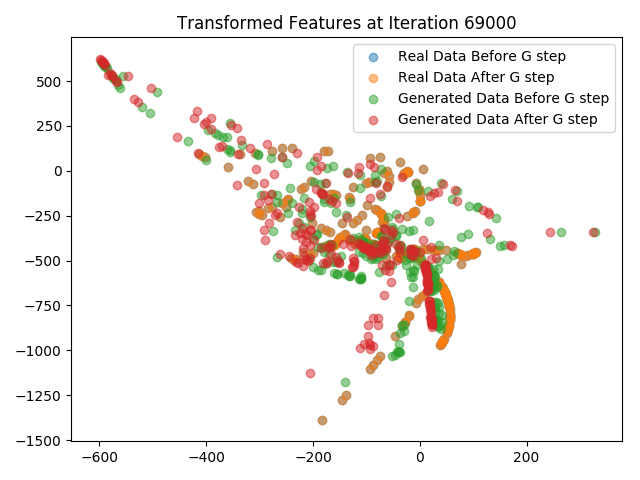 Transformed Features at Iteration 69000
Real Data Before G step
Real Data After G step
Generated Data Before G step
Generated Data After G step
500
250
0
−250
−500
−750
−1000
−1250
−1500
−600
−400
−200
0
200